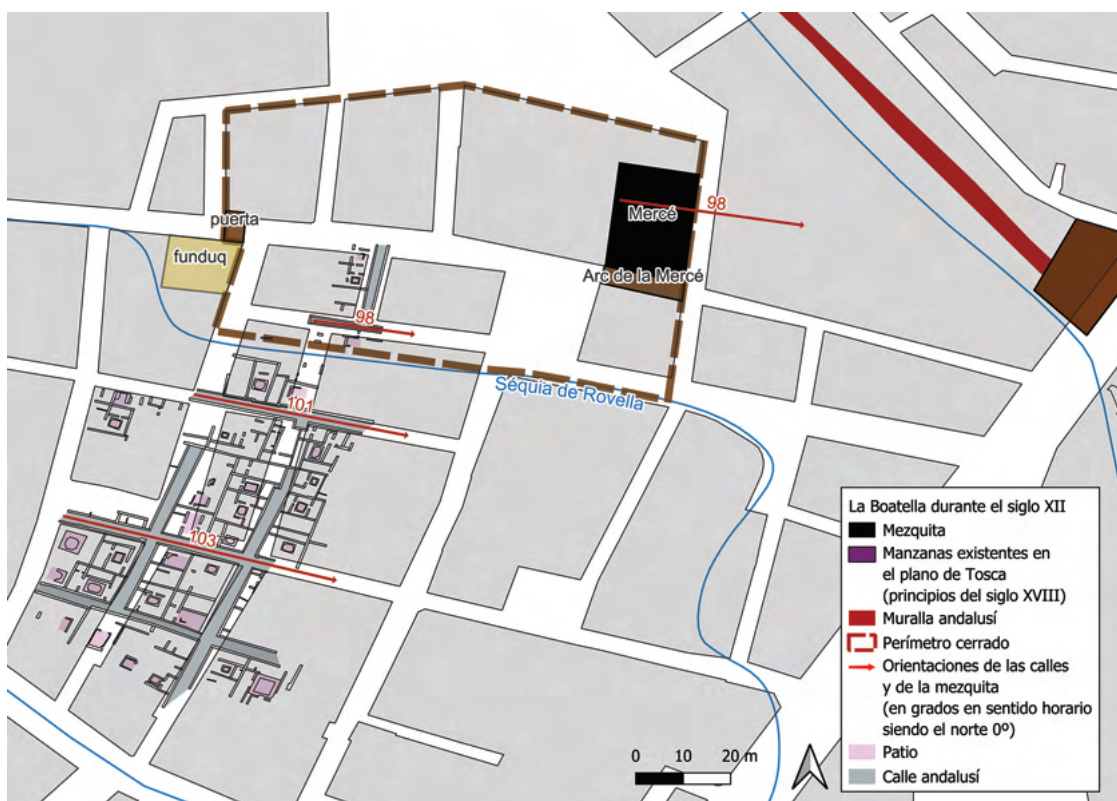 puerta
funduq
Mercé
98
Arc de la Mercé
98
Séquia de Rovella
101
103
La Boatella durante el siglo XII
Mezquita
Manzanas existentes en
el plano de Tosca
(principios del siglo XVIII)
Muralla andalusí
Perímetro cerrado
Orientaciones de las calles
y de la mezquita
(en grados en sentido horario
siendo el norte 0º)
Patio
Calle andalusí
0 10 20 m